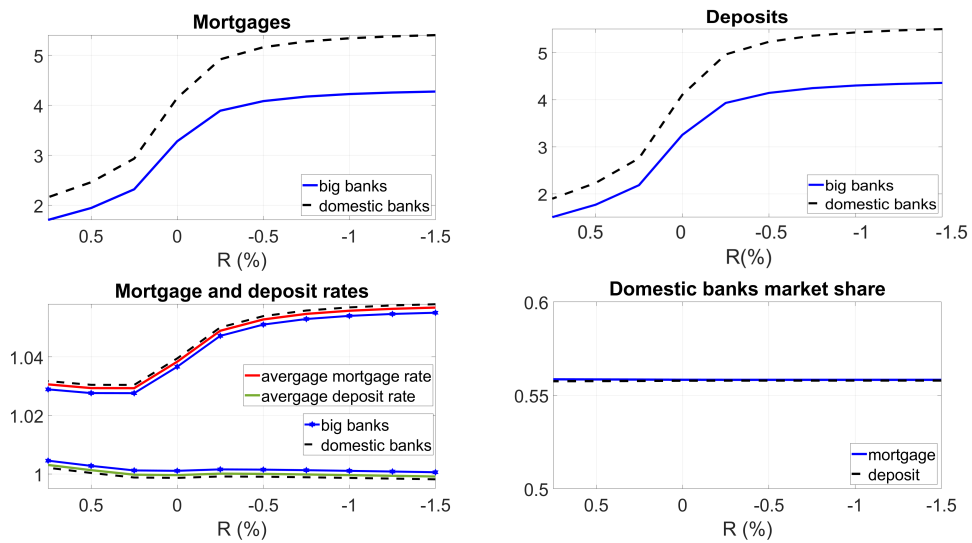 Mortgages
5
4
3
2
0.5 0 -0.5 -1 -1.5
R (%)
big banks
domestic banks
Deposits
5
4
3
2
0.5 0 -0.5 -1 -1.5
R(%)
big banks
domestic banks
Mortgage and deposit rates
1.04
1.02
1
0.5 0 -0.5 -1 -1.5
R (%)
avergage mortgage rate
avergage deposit rate
big banks
domestic banks
Domestic banks market share
0.6
0.55
0.5
0.5 0 -0.5 -1 -1.5
R (%)
mortgage
deposit